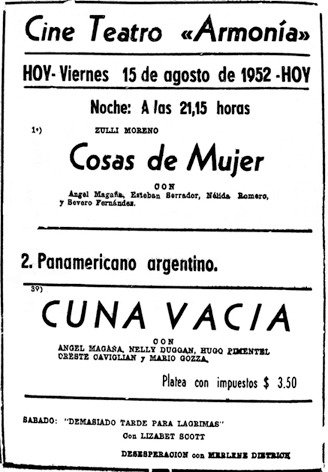 Cine Teatro «Armonía»
HOY- Viernes 15 de agosto de 1952 -HOY
Noche: A las 21,15 horas
1º) ZULLI MORENO
Cosas de Mujer
CON
Angel Magaña, Esteban Serrador, Nélida Romero,
y Severo Fernández.
2. Panamericano argentino.
3º)
CUNA VACIA
CON
ANGEL MAGAÑA, NELLY DUGGAN, HUGO PIMENTEL
ORESTE CAVIGLIAN y MARIO GOZZA.
Platea con impuestos $ 3.50
SABADO: "DEMASIADO TARDE PARA LAGRIMAS"
Con LIZABET SCOTT
DESESPERACION con MERLENE DIETRICK